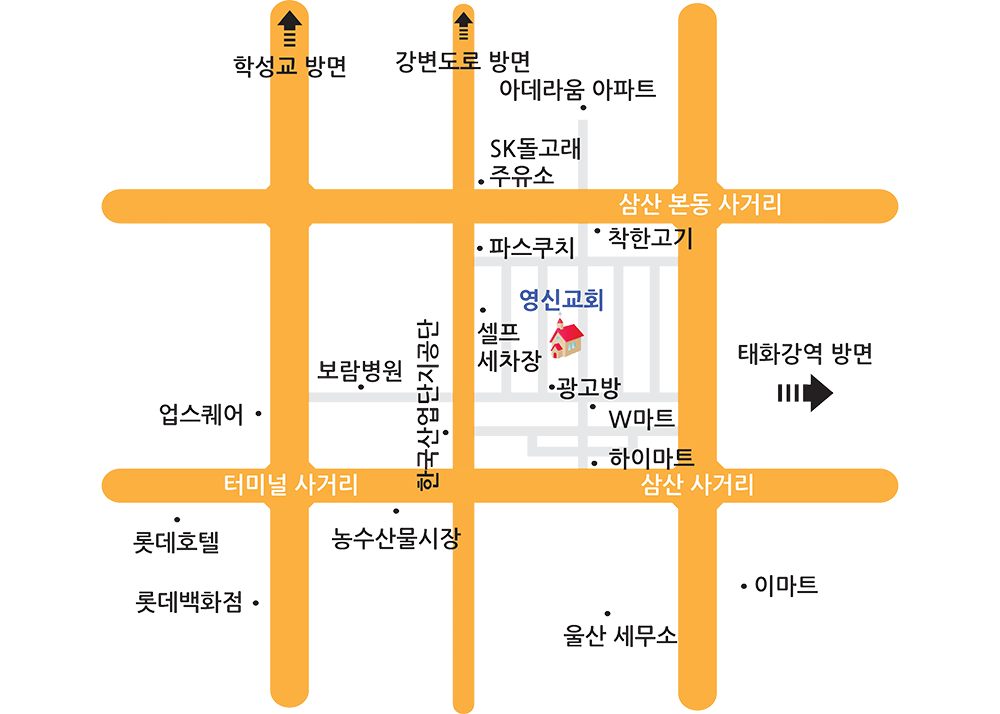 학성교 방면
강변도로 방면
아데라움 아파트
SK돌고래
주유소
삼산 본동 사거리
파스쿠치
착한고기
영신교회
셀프
세차장
태화강역 방면
한국산업단지공단
보람병원
광고방
업스퀘어
W마트
하이마트
터미널 사거리
삼산 사거리
롯데호텔
농수산물시장
롯데백화점
이마트
울산 세무소